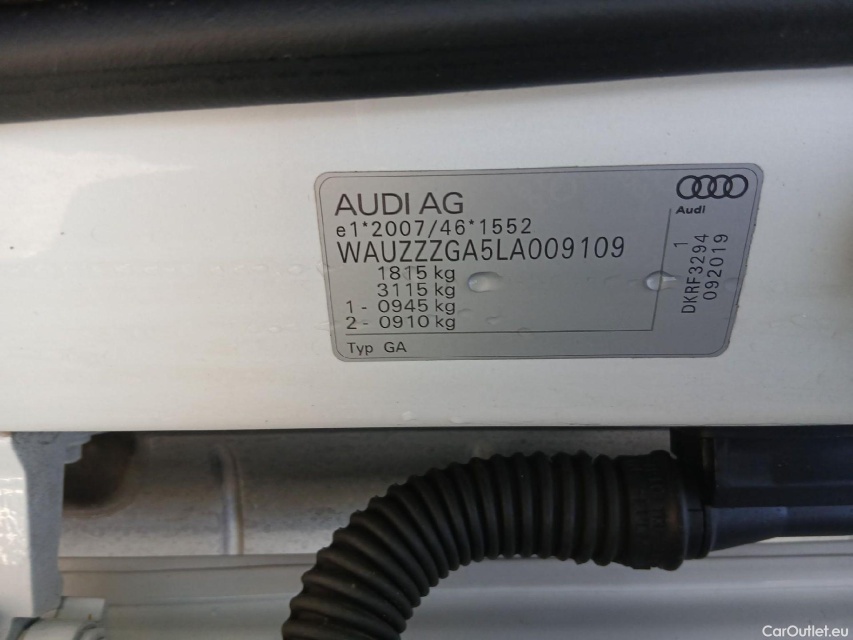 AUDI AG
Audi
e1*2007/46*1552
WAUZZZGA5LA009109
1815 kg
3115 kg
1 - 0945 kg
2 - 0910 kg
Typ GA
1
DKRF3294
092019
CarOutlet.eu